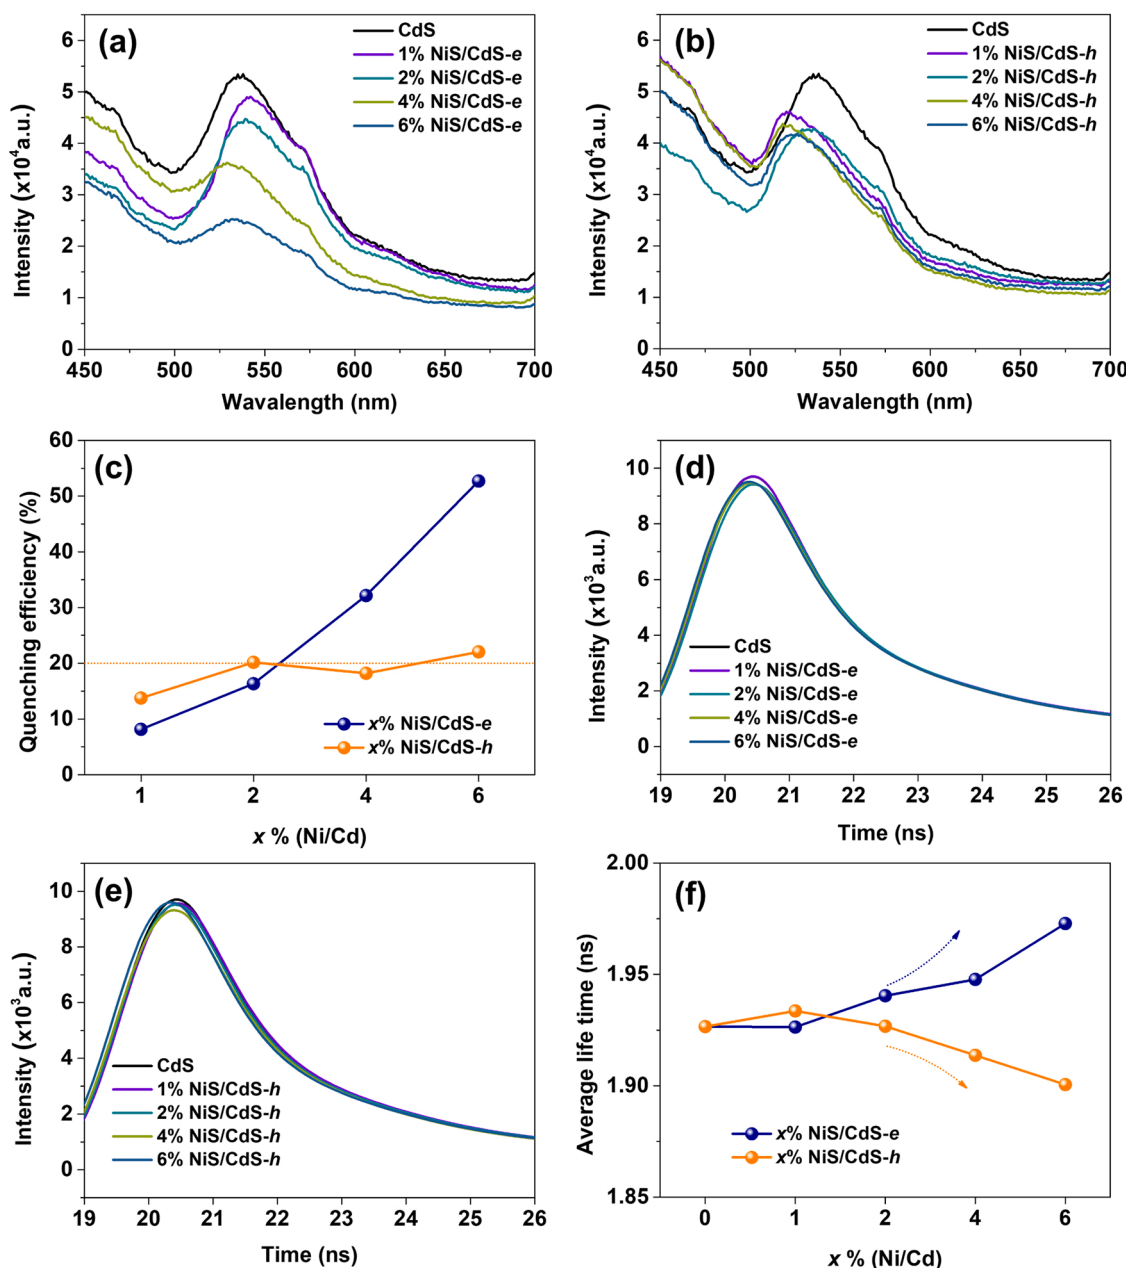 (a)
CdS
1% NiS/CdS-e
2% NiS/CdS-e
4% NiS/CdS-e
6% NiS/CdS-e
6
5
4
3
2
1
0
Intensity (x10⁴a.u.)
450 500 550 600 650 700
Wavalength (nm)
(b)
CdS
1% NiS/CdS-h
2% NiS/CdS-h
4% NiS/CdS-h
6% NiS/CdS-h
6
5
4
3
2
1
0
Intensity (x10⁴a.u.)
450 500 550 600 650 700
Wavalength (nm)
(c)
60
50
40
30
20
10
0
Quenching efficiency (%)
x% NiS/CdS-e
x% NiS/CdS-h
1 2 4 6
x % (Ni/Cd)
(d)
10
8
6
4
2
0
Intensity (x10³a.u.)
CdS
1% NiS/CdS-e
2% NiS/CdS-e
4% NiS/CdS-e
6% NiS/CdS-e
19 20 21 22 23 24 25 26
Time (ns)
(e)
10
8
6
4
2
0
Intensity (x10³a.u.)
CdS
1% NiS/CdS-h
2% NiS/CdS-h
4% NiS/CdS-h
6% NiS/CdS-h
19 20 21 22 23 24 25 26
Time (ns)
(f)
2.00
1.95
1.90
1.85
Average life time (ns)
x% NiS/CdS-e
x% NiS/CdS-h
0 1 2 4 6
x % (Ni/Cd)